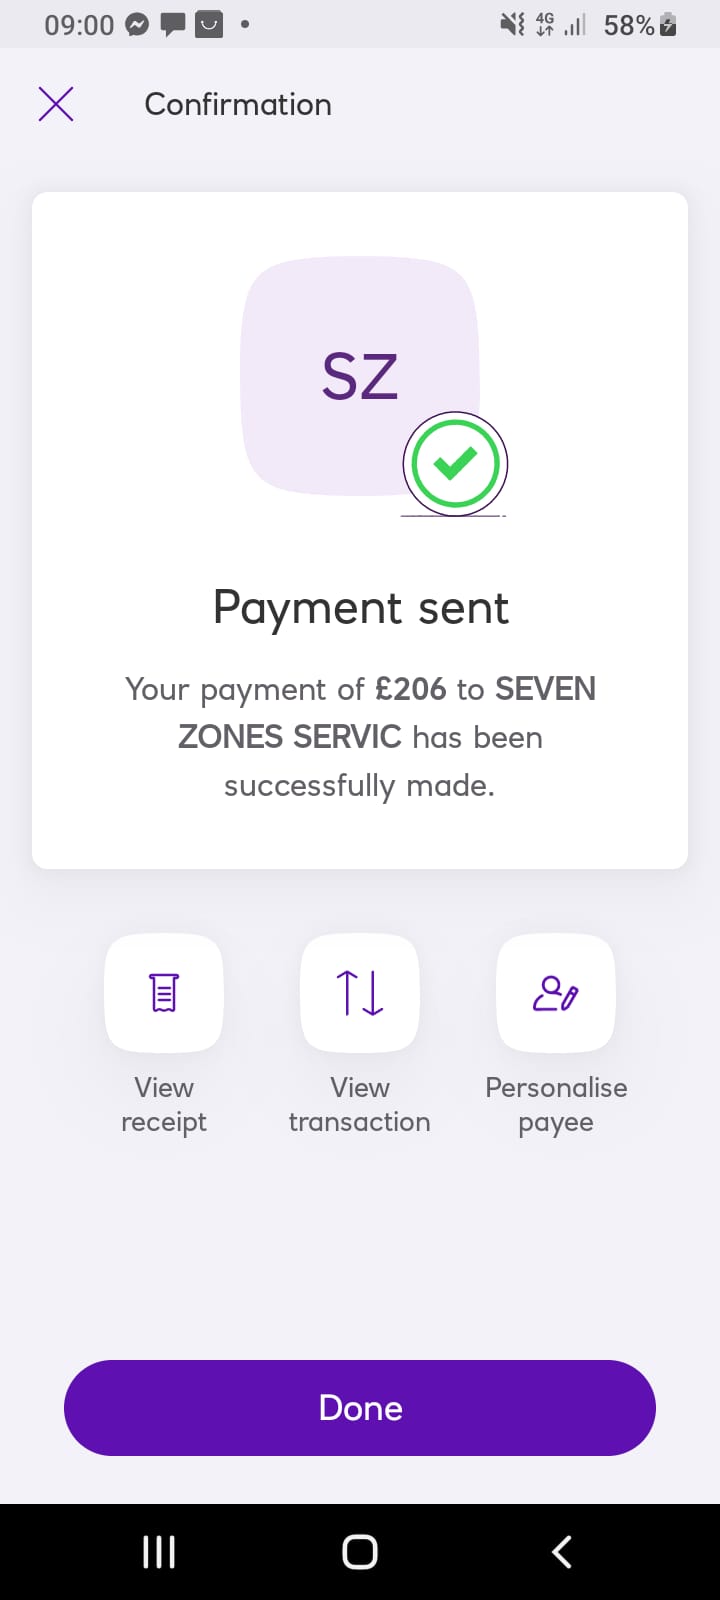 09:00
4G
58%
Confirmation
SZ
Payment sent
Your payment of £206 to SEVEN
ZONES SERVIC has been
successfully made.
View
receipt
View
transaction
Personalise
payee
Done